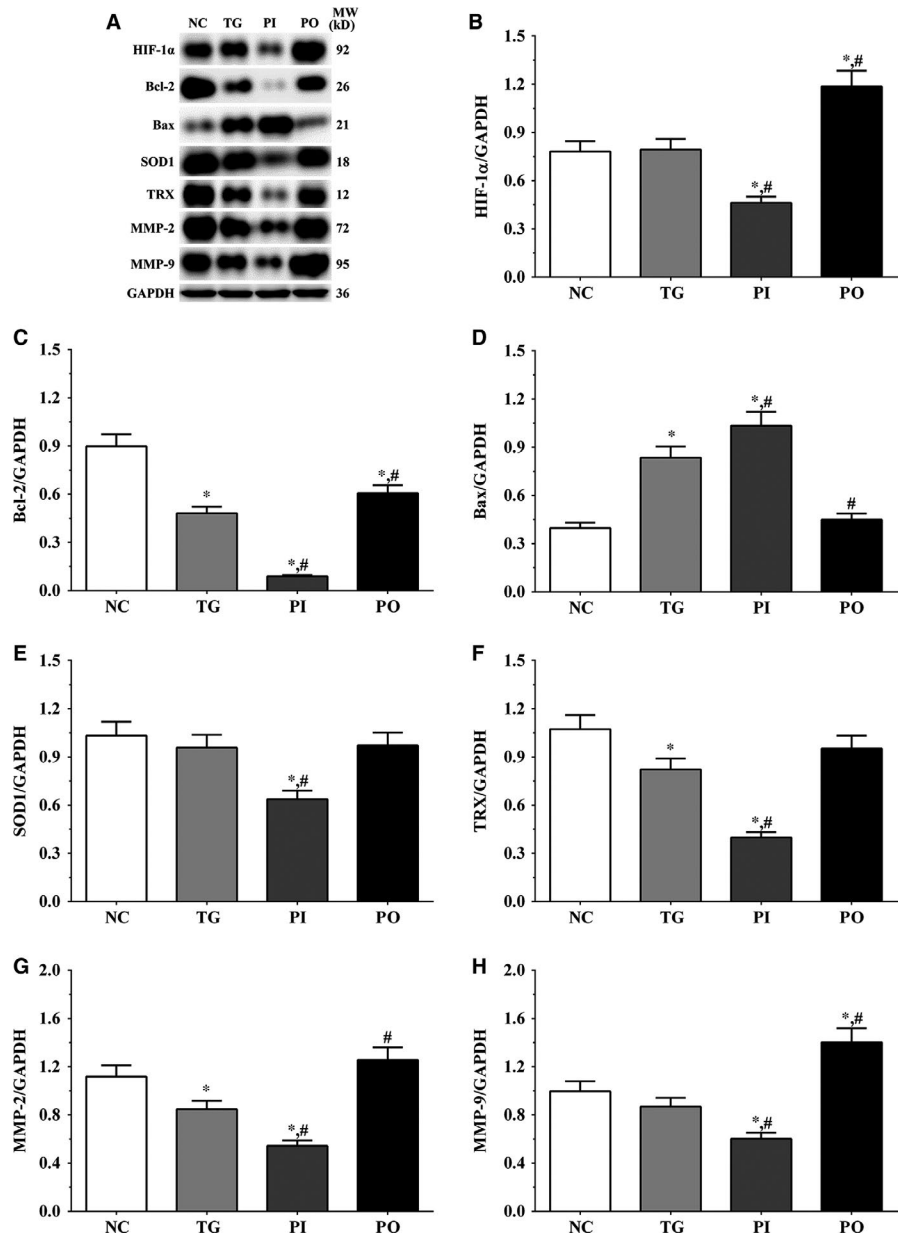 A
NC TG PI PO MW
(kD)
HIF-1α 92
Bcl-2 26
Bax 21
SOD1 18
TRX 12
MMP-2 72
MMP-9 95
GAPDH 36
B
HIF-1α/GAPDH
1.5
1.2
0.9
0.6
0.3
0.0
*,#
*,#
NC TG PI PO
C
Bcl-2/GAPDH
1.5
1.2
0.9
0.6
0.3
0.0
*
*,#
*,#
NC TG PI PO
D
Bax/GAPDH
1.5
1.2
0.9
0.6
0.3
0.0
*
*,#
#
NC TG PI PO
E
SOD1/GAPDH
1.5
1.2
0.9
0.6
0.3
0.0
*,#
NC TG PI PO
F
TRX/GAPDH
1.5
1.2
0.9
0.6
0.3
0.0
*
*,#
NC TG PI PO
G
MMP-2/GAPDH
2.0
1.6
1.2
0.8
0.4
0.0
*
*,#
#
NC TG PI PO
H
MMP-9/GAPDH
2.0
1.6
1.2
0.8
0.4
0.0
*,#
*,#
NC TG PI PO